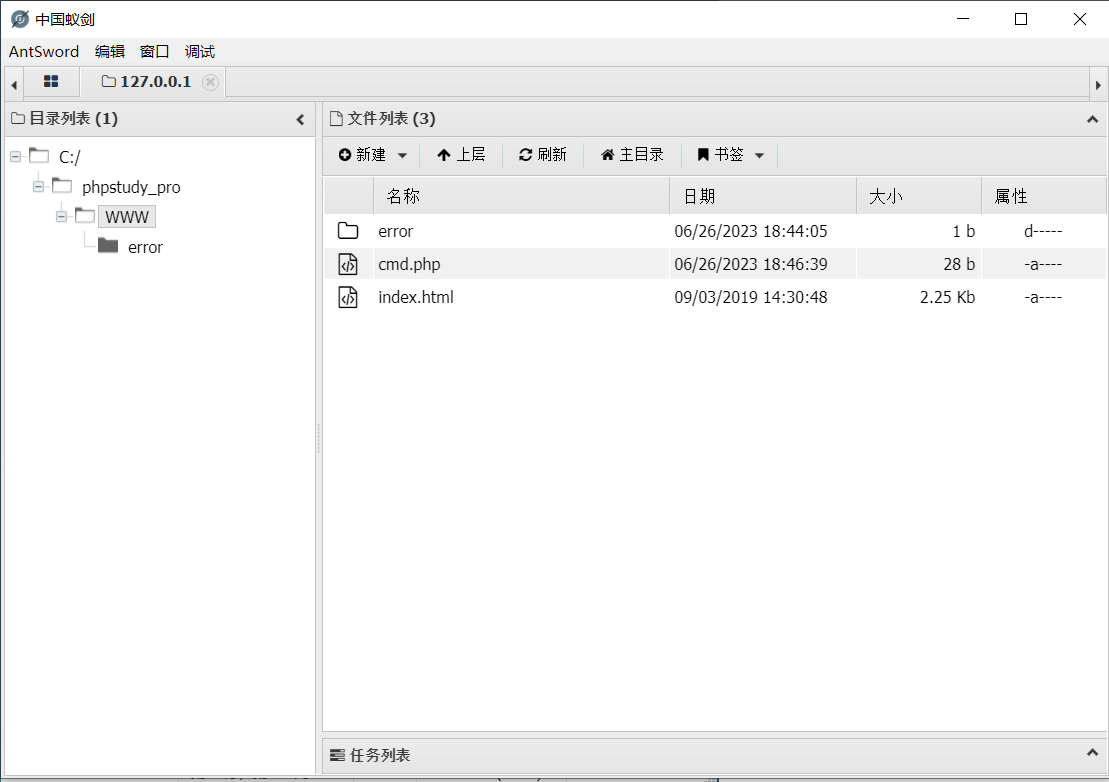 中国蚁剑
AntSword 编辑 窗口 调试
127.0.0.1
目录列表 (1)
文件列表 (3)
新建 上层 刷新 主目录 书签
C:/
phpstudy_pro
WWW
error
名称 日期 大小 属性
error 06/26/2023 18:44:05 1 b d-----
cmd.php 06/26/2023 18:46:39 28 b -a----
index.html 09/03/2019 14:30:48 2.25 Kb -a----
任务列表